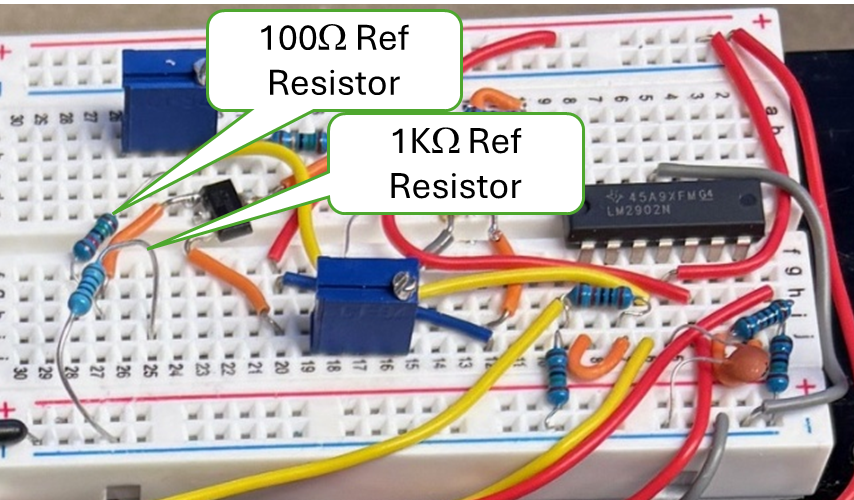 100Ω Ref
Resistor
1KΩ Ref
Resistor
45A9XFMG4
LM2902N